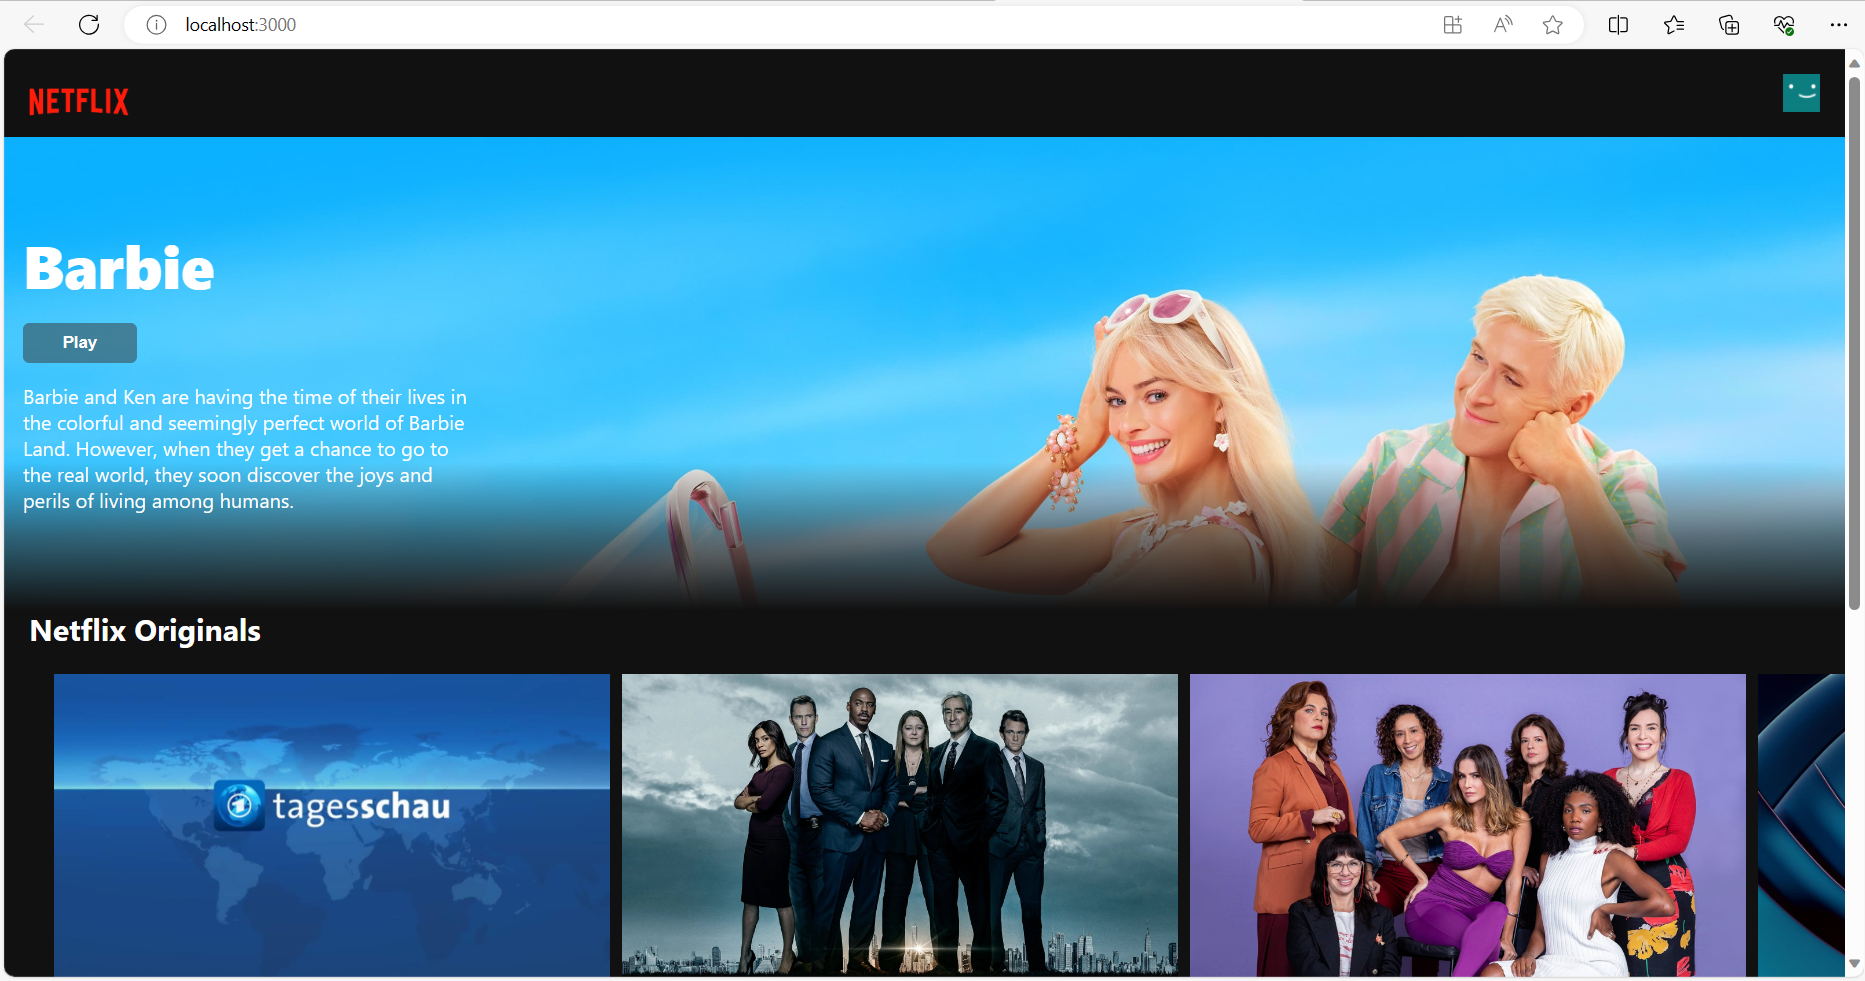 localhost:3000
NETFLIX
Barbie
Play
Barbie and Ken are having the time of their lives in
the colorful and seemingly perfect world of Barbie
Land. However, when they get a chance to go to
the real world, they soon discover the joys and
perils of living among humans.
Netflix Originals
tagesschau